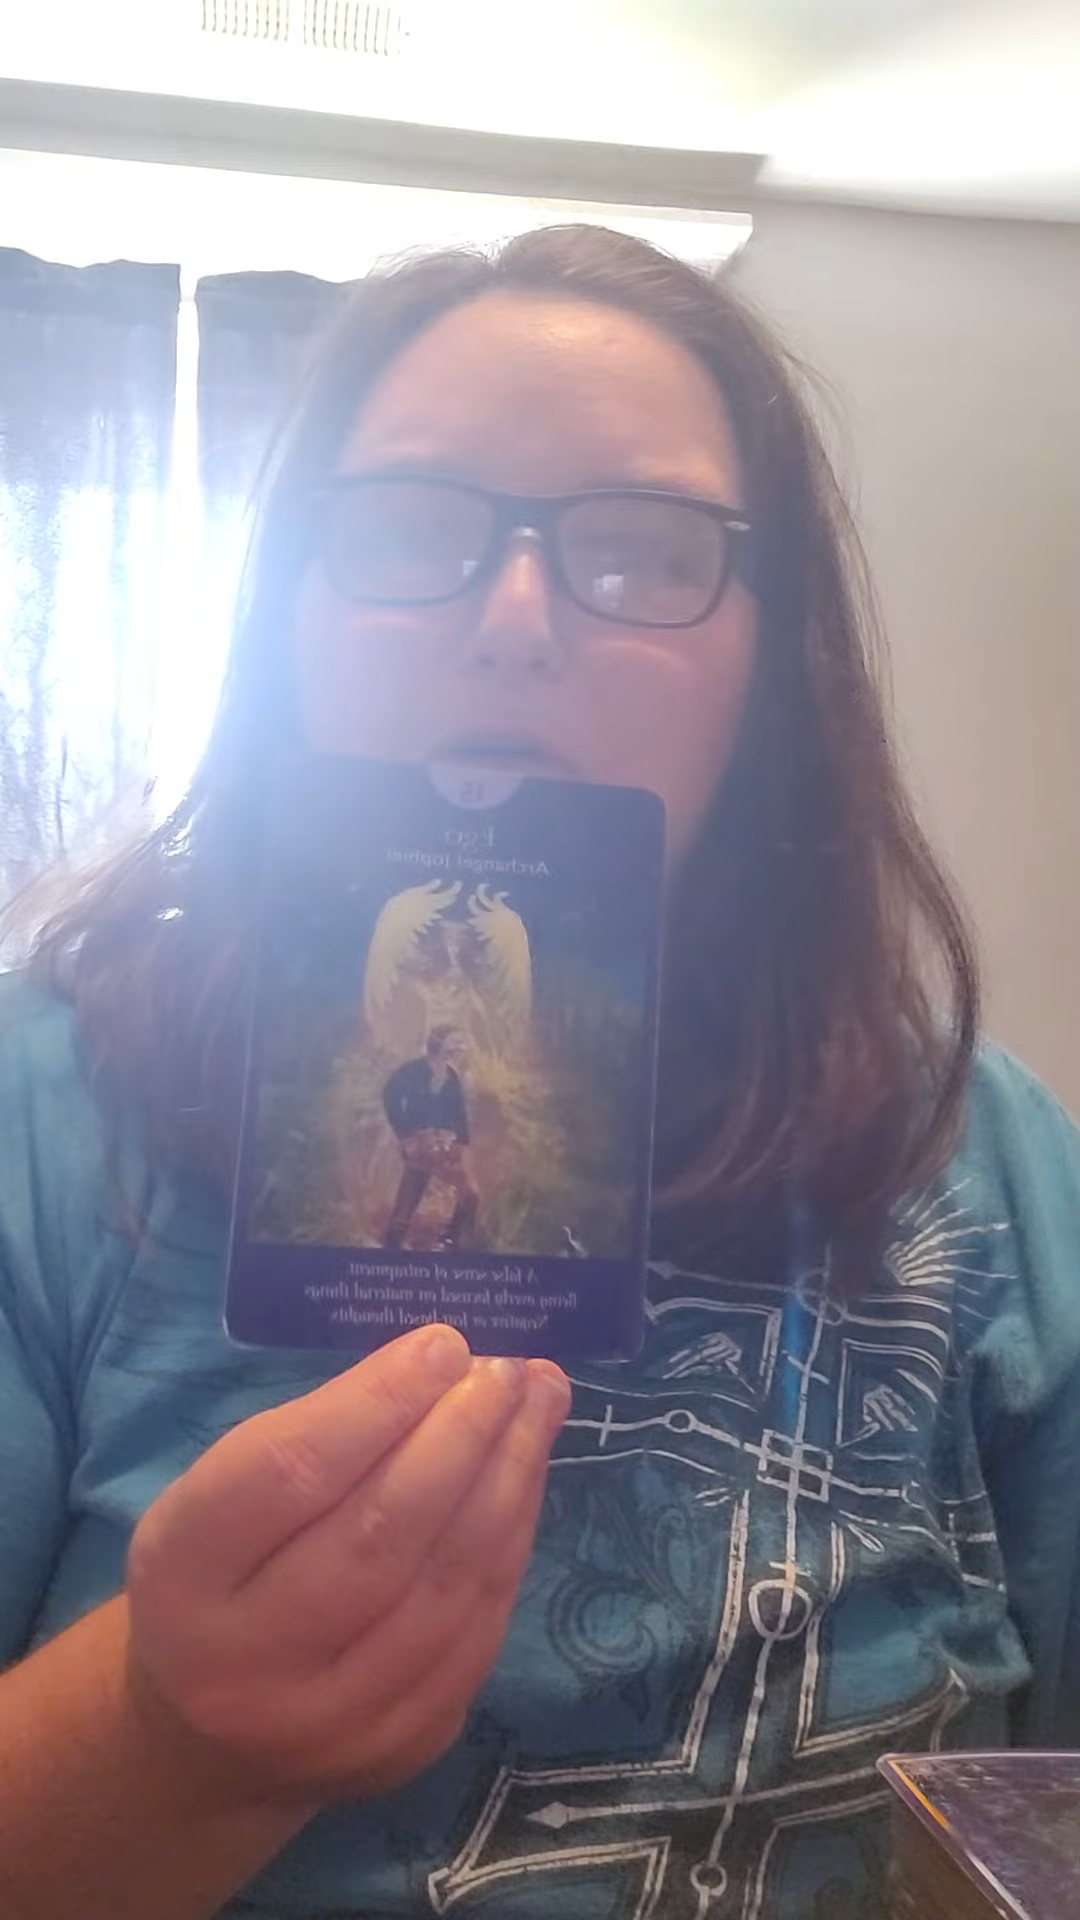 15
Ego
Archangel Jophiel
A false sense of entrapment.
Being overly focused on material things
Negative or fear-based thoughts.